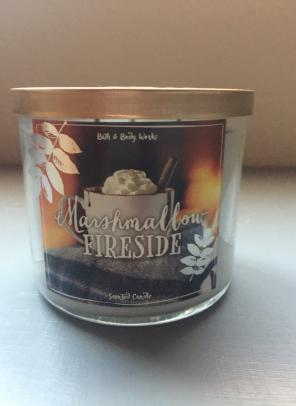 Bath & Body Works
Marshmallow
FIRESIDE
Scented Candle